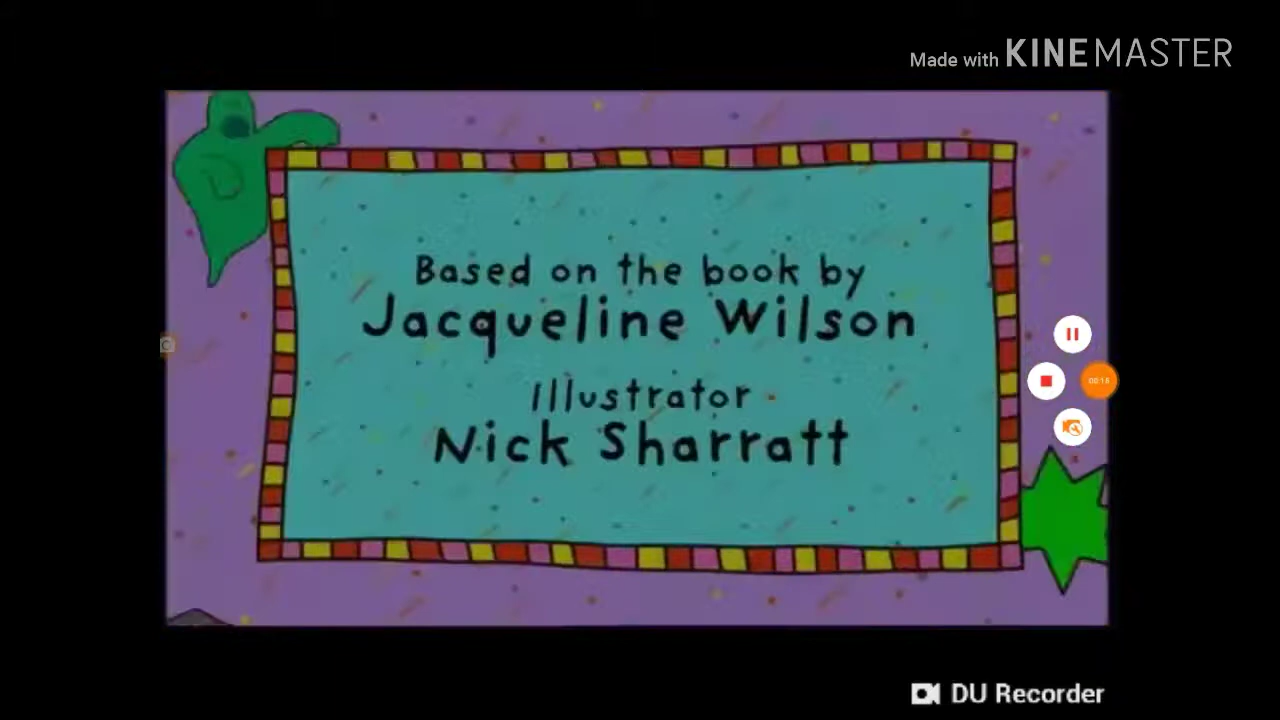 Made with KINEMASTER
Based on the book by
Jacqueline Wilson
Illustrator
Nick Sharratt
DU Recorder